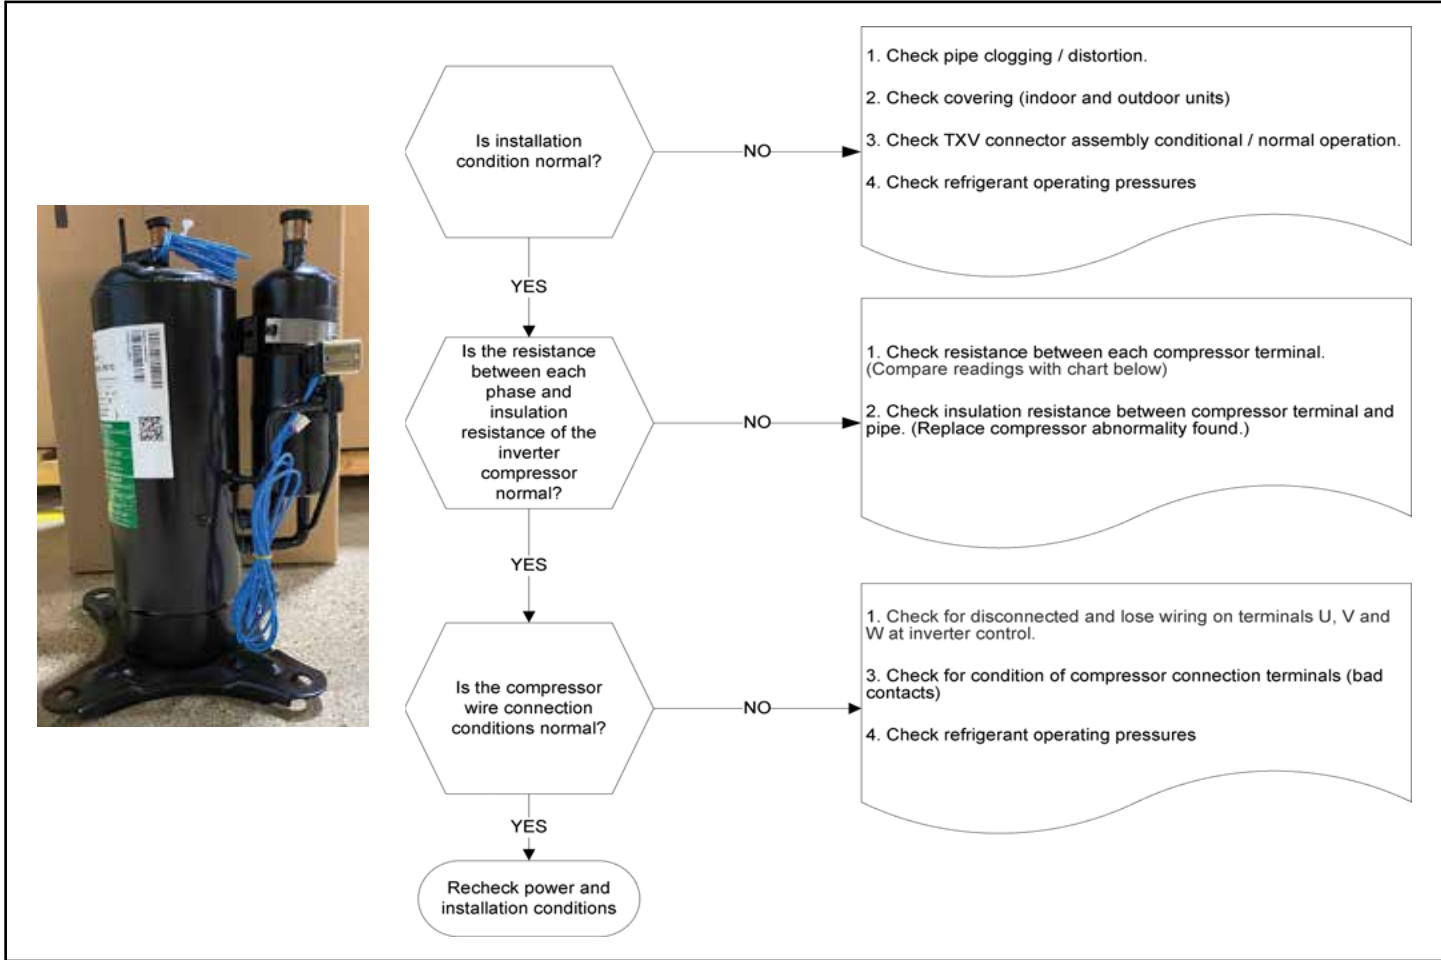 Is installation
condition normal?
NO
1. Check pipe clogging / distortion.
2. Check covering (indoor and outdoor units)
3. Check TXV connector assembly conditional / normal operation.
4. Check refrigerant operating pressures
YES
Is the resistance
between each
phase and
insulation
resistance of the
inverter
compressor
normal?
NO
1. Check resistance between each compressor terminal.
(Compare readings with chart below)
2. Check insulation resistance between compressor terminal and
pipe. (Replace compressor abnormality found.)
YES
Is the compressor
wire connection
conditions normal?
NO
1. Check for disconnected and lose wiring on terminals U, V and
W at inverter control.
3. Check for condition of compressor connection terminals (bad
contacts)
4. Check refrigerant operating pressures
YES
Recheck power and
installation conditions